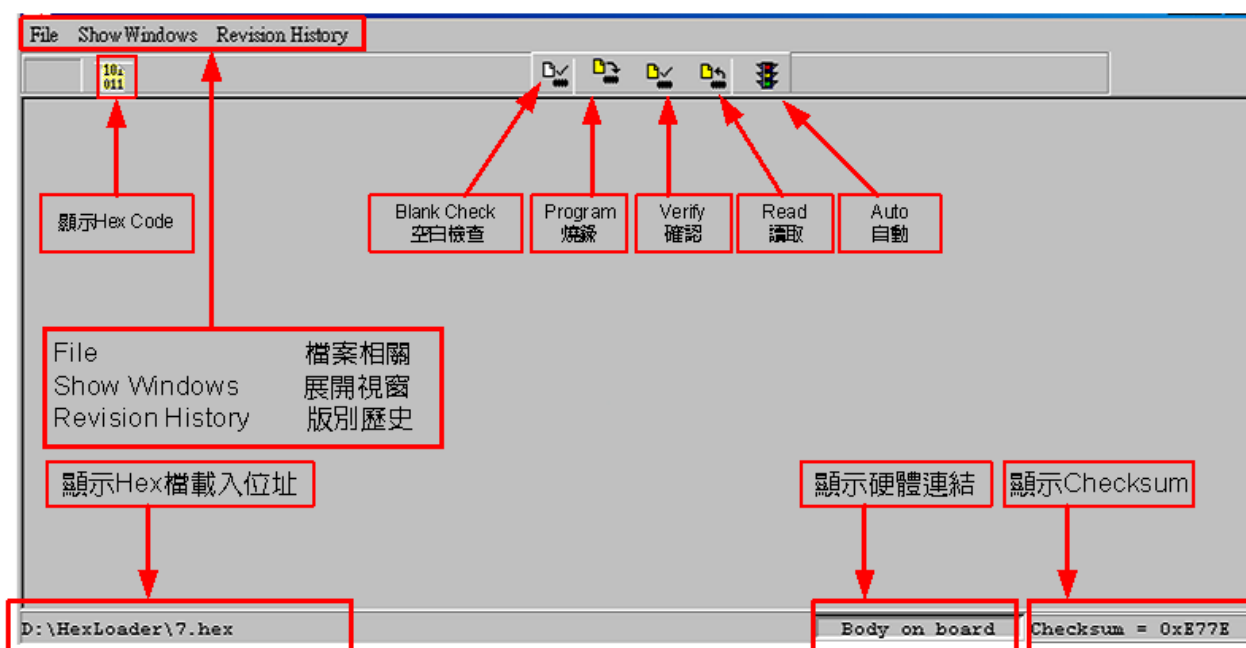 File Show Windows Revision History
101
011
顯示Hex Code
Blank Check
空白檢查
Program
燒錄
Verify
確認
Read
讀取
Auto
自動
File 檔案相關
Show Windows 展開視窗
Revision History 版別歷史
顯示Hex檔載入位址
顯示硬體連結
顯示Checksum
D:\HexLoader\7.hex
Body on board
Checksum = 0xE77E